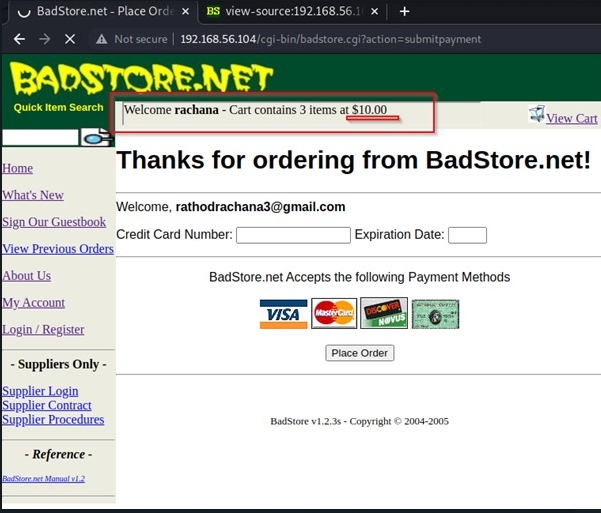 BadStore.net - Place Orde
view-source:192.168.56.1
Not secure
192.168.56.104/cgi-bin/badstore.cgi?action=submitpayment
BADSTORE.NET
Quick Item Search
Welcome rachana - Cart contains 3 items at $10.00
View Cart
Home
What's New
Sign Our Guestbook
View Previous Orders
About Us
My Account
Login / Register
- Suppliers Only -
Supplier Login
Supplier Contract
Supplier Procedures
- Reference -
BadStore.net Manual v1.2
Thanks for ordering from BadStore.net!
Welcome, rathodrachana3@gmail.com
Credit Card Number: Expiration Date:
BadStore.net Accepts the following Payment Methods
VISA
MasterCard
DISCOVER
NOVUS
Place Order
BadStore v1.2.3s - Copyright © 2004-2005